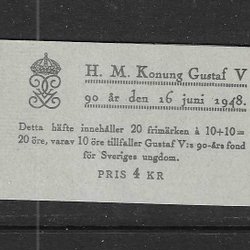 H. M. Konung Gustaf V
90 år den 16 juni 1948.
Detta häfte innehåller 20 frimärken à 10+10=
20 öre, varav 10 öre tillfaller Gustaf V:s 90-års fond
för Sveriges ungdom.
PRIS 4 KR